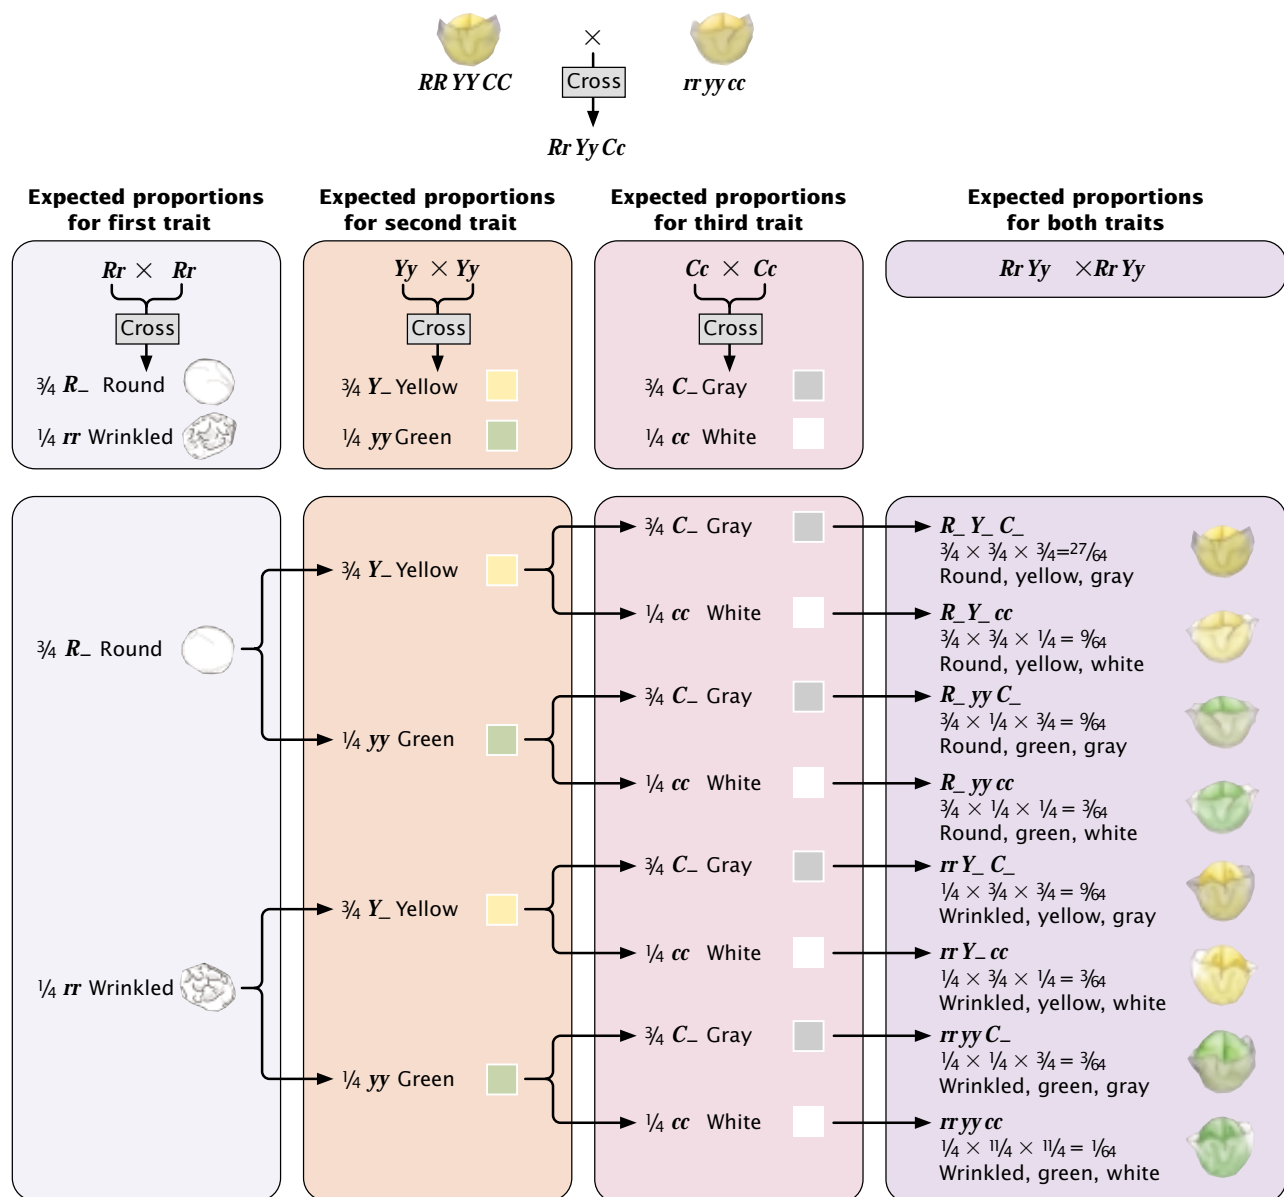 ×
RR YY CC
Cross
rr yy cc
Rr Yy Cc
Expected proportions
for first trait
Expected proportions
for second trait
Expected proportions
for third trait
Expected proportions
for both traits
Rr × Rr
Cross
3/4 R_ Round
1/4 rr Wrinkled
Yy × Yy
Cross
3/4 Y_ Yellow
1/4 yy Green
Cc × Cc
Cross
3/4 C_ Gray
1/4 cc White
Rr Yy ×Rr Yy
3/4 R_ Round
1/4 rr Wrinkled
3/4 Y_ Yellow
1/4 yy Green
3/4 Y_ Yellow
1/4 yy Green
3/4 C_ Gray
1/4 cc White
3/4 C_ Gray
1/4 cc White
3/4 C_ Gray
1/4 cc White
3/4 C_ Gray
1/4 cc White
R_ Y_ C_
3/4 × 3/4 × 3/4=27/64
Round, yellow, gray
R_Y_ cc
3/4 × 3/4 × 1/4 = 9/64
Round, yellow, white
R_ yy C_
3/4 × 1/4 × 3/4 = 9/64
Round, green, gray
R_ yy cc
3/4 × 1/4 × 1/4 = 3/64
Round, green, white
rr Y_ C_
1/4 × 3/4 × 3/4 = 9/64
Wrinkled, yellow, gray
rr Y_ cc
1/4 × 3/4 × 1/4 = 3/64
Wrinkled, yellow, white
rr yy C_
1/4 × 1/4 × 3/4 = 3/64
Wrinkled, green, gray
rr yy cc
1/4 × 11/4 × 11/4 = 1/64
Wrinkled, green, white